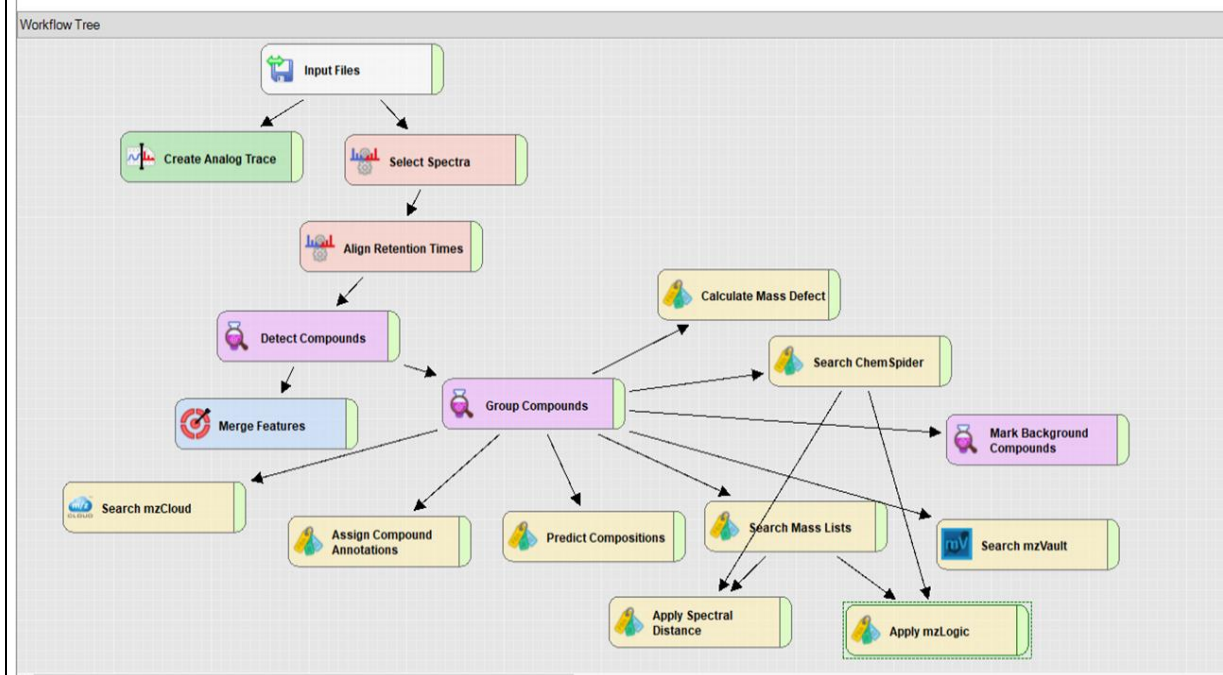 Workflow Tree
Input Files
Create Analog Trace
Select Spectra
Align Retention Times
Calculate Mass Defect
Detect Compounds
Search ChemSpider
Group Compounds
Merge Features
Mark Background
Compounds
Search mzCloud
Assign Compound
Annotations
Predict Compositions
Search Mass Lists
mV
Search mzVault
Apply Spectral
Distance
Apply mzLogic